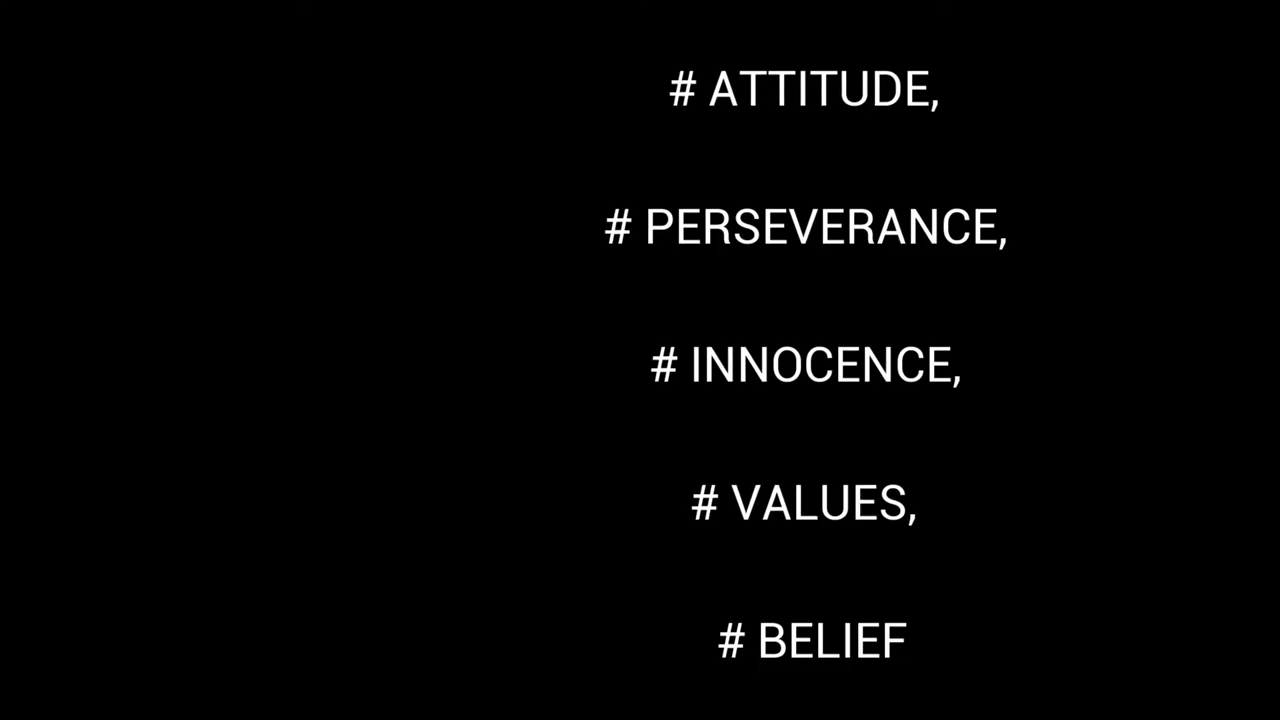 # ATTITUDE,
# PERSEVERANCE,
# INNOCENCE,
# VALUES,
# BELIEF